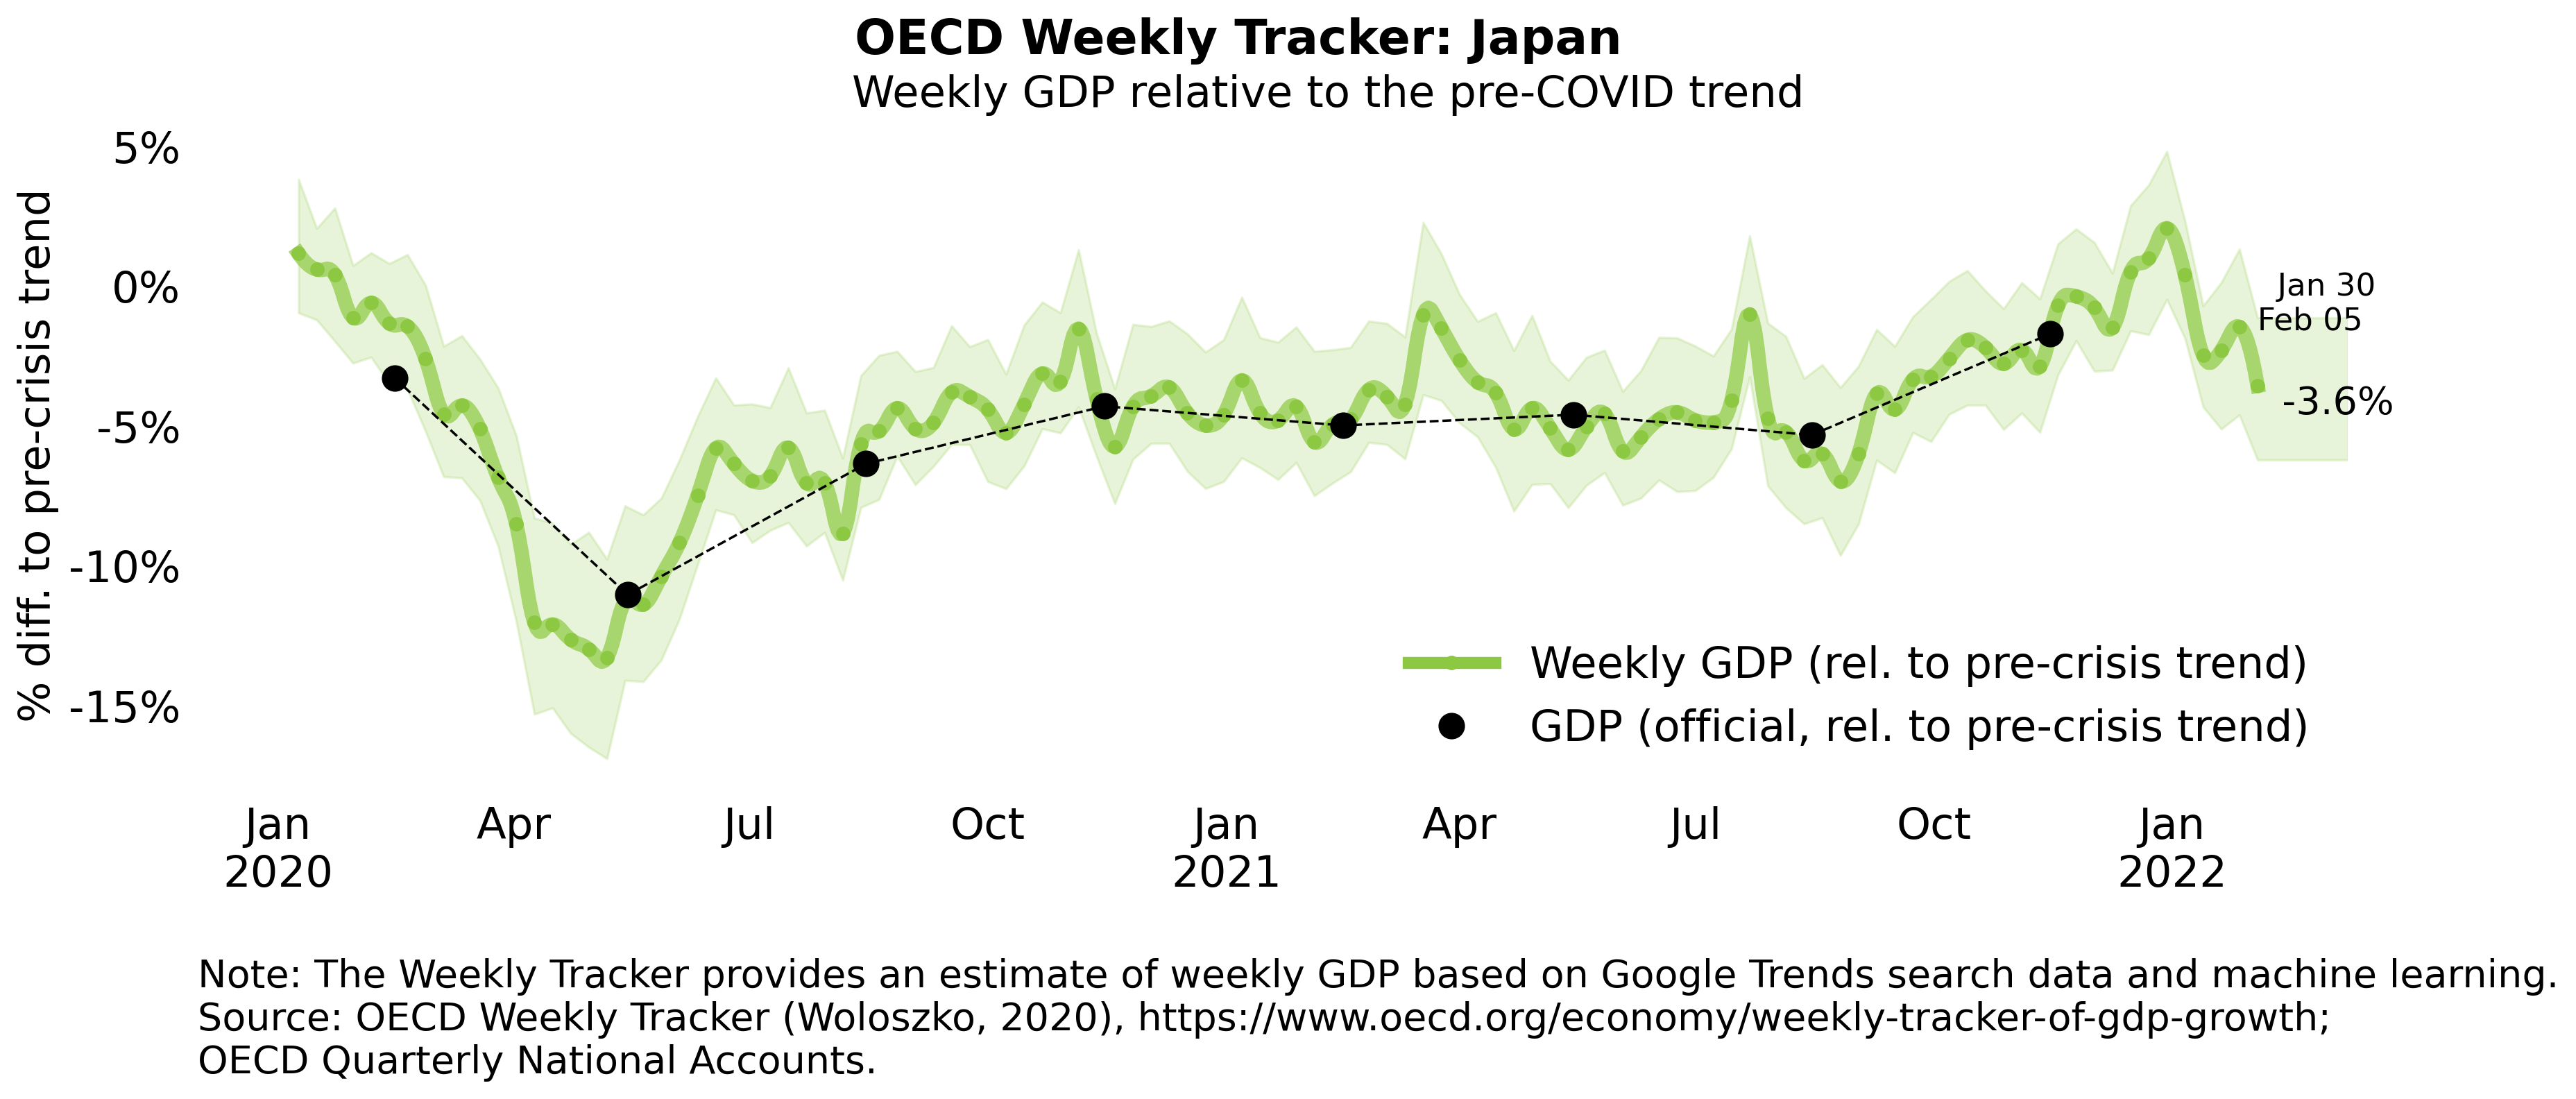 OECD Weekly Tracker: Japan
Weekly GDP relative to the pre-COVID trend
% diff. to pre-crisis trend
5%
0%
-5%
-10%
-15%
Jan 30
Feb 05
-3.6%
Weekly GDP (rel. to pre-crisis trend)
GDP (official, rel. to pre-crisis trend)
Jan
2020
Apr
Jul
Oct
Jan
2021
Apr
Jul
Oct
Jan
2022
Note: The Weekly Tracker provides an estimate of weekly GDP based on Google Trends search data and machine learning.
Source: OECD Weekly Tracker (Woloszko, 2020), https://www.oecd.org/economy/weekly-tracker-of-gdp-growth;
OECD Quarterly National Accounts.